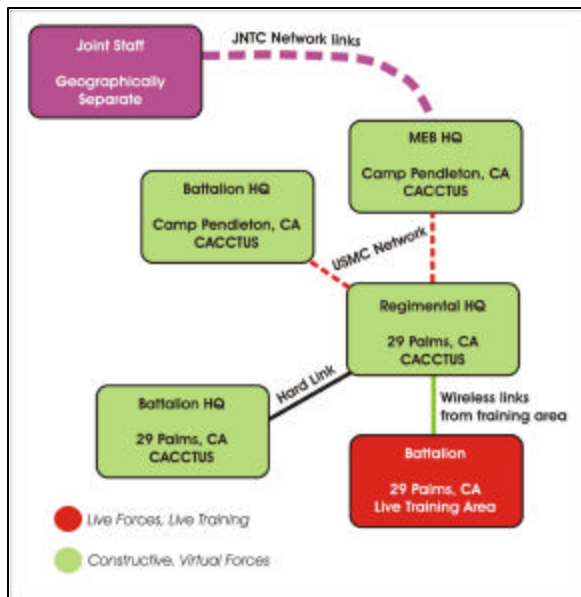 Joint Staff
Geographically
Separate
JNTC Network links
MEB HQ
Camp Pendleton, CA
CACCTUS
Battalion HQ
Camp Pendleton, CA
CACCTUS
USMC Network
Regimental HQ
29 Palms, CA
CACCTUS
Hard Link
Wireless links
from training area
Battalion HQ
29 Palms, CA
CACCTUS
Battalion
29 Palms, CA
Live Training Area
Live Forces, Live Training
Constructive, Virtual Forces